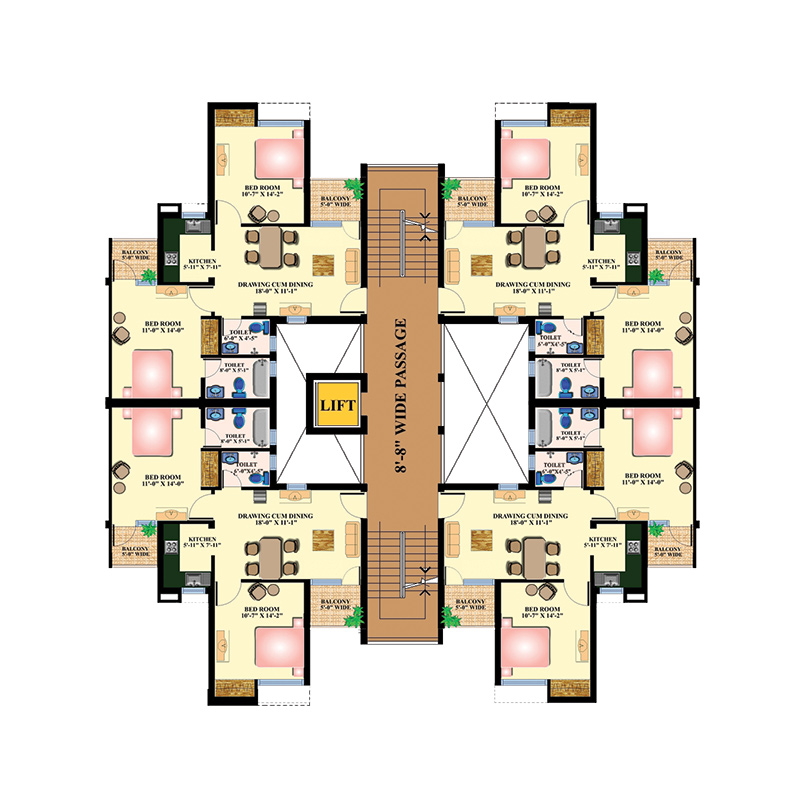 BED ROOM
10'-7" X 14'-2"
BALCONY
5'-0" WIDE
BALCONY
5'-0" WIDE
BED ROOM
10'-7" X 14'-2"
BALCONY
5'-0" WIDE
KITCHEN
5'-11" X 7'-11"
DRAWING CUM DINING
18'-0" X 11'-1"
DRAWING CUM DINING
18'-0" X 11'-1"
KITCHEN
5'-11" X 7'-11"
BALCONY
5'-0" WIDE
BED ROOM
11'-0" X 14'-0"
TOILET
6'-0" X 4'-5"
TOILET
8'-0" X 5'-1"
TOILET
6'-0"X4'-5"
TOILET
8'-0" X 5'-1"
BED ROOM
11'-0" X 14'-0"
LIFT
8'-8" WIDE PASSAGE
BED ROOM
11'-0" X 14'-0"
TOILET
8'-0" X 5'-1"
TOILET
6'-0"X4'-5"
TOILET
8'-0" X 5'-1"
TOILET
6'-0"X4'-5"
BED ROOM
11'-0" X 14'-0"
BALCONY
5'-0" WIDE
KITCHEN
5'-11" X 7'-11"
DRAWING CUM DINING
18'-0" X 11'-1"
DRAWING CUM DINING
18'-0" X 11'-1"
KITCHEN
5'-11" X 7'-11"
BALCONY
5'-0" WIDE
BED ROOM
10'-7" X 14'-2"
BALCONY
5'-0" WIDE
BALCONY
5'-0" WIDE
BED ROOM
10'-7" X 14'-2"